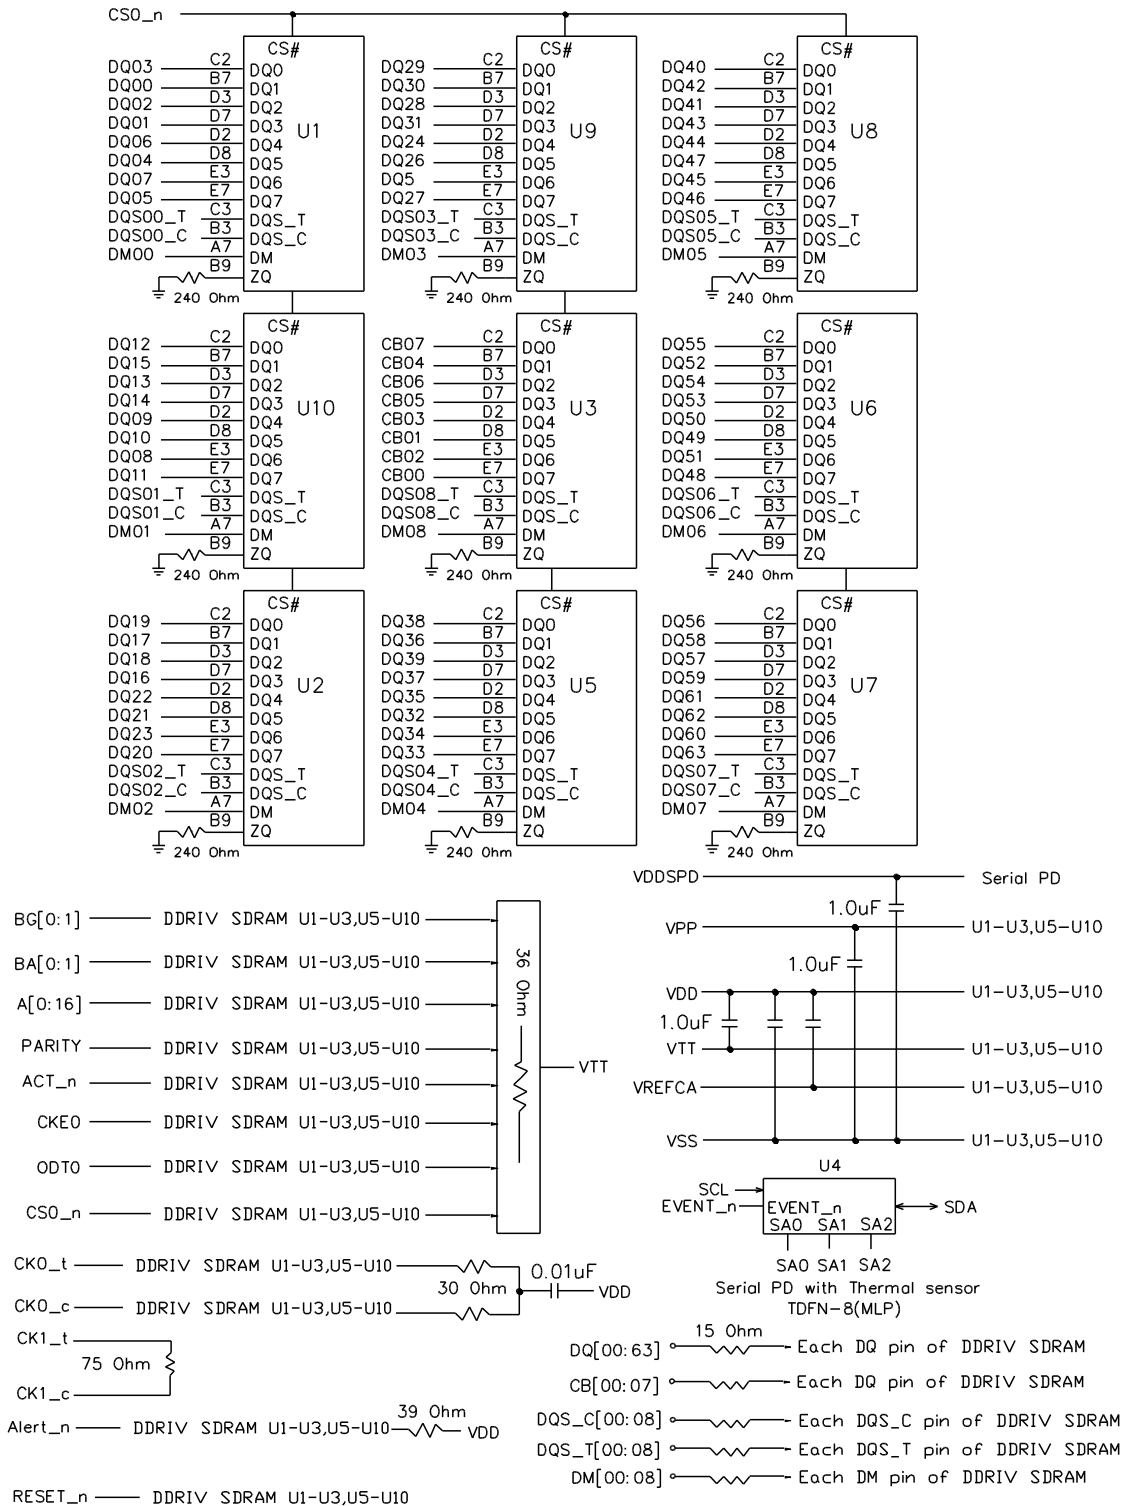 CS0_n
CS#
DQ03 C2 DQ0
DQ00 B7 DQ1
DQ02 D3 DQ2
DQ01 D7 DQ3
U1
DQ06 D2 DQ4
DQ04 D8 DQ5
DQ07 E3 DQ6
DQ05 E7 DQ7
DQS00_T C3 DQS_T
DQS00_C B3 DQS_C
DM00 A7 DM
B9 ZQ
240 Ohm
CS#
DQ29 C2 DQ0
DQ30 B7 DQ1
DQ28 D3 DQ2
DQ31 D7 DQ3
U9
DQ24 D2 DQ4
DQ26 D8 DQ5
DQ5 E3 DQ6
DQ27 E7 DQ7
DQS03_T C3 DQS_T
DQS03_C B3 DQS_C
DM03 A7 DM
B9 ZQ
240 Ohm
CS#
DQ40 C2 DQ0
DQ42 B7 DQ1
DQ41 D3 DQ2
DQ43 D7 DQ3
U8
DQ44 D2 DQ4
DQ47 D8 DQ5
DQ45 E3 DQ6
DQ46 E7 DQ7
DQS05_T C3 DQS_T
DQS05_C B3 DQS_C
DM05 A7 DM
B9 ZQ
240 Ohm
CS#
DQ12 C2 DQ0
DQ15 B7 DQ1
DQ13 D3 DQ2
DQ14 D7 DQ3
U10
DQ09 D2 DQ4
DQ10 D8 DQ5
DQ08 E3 DQ6
DQ11 E7 DQ7
DQS01_T C3 DQS_T
DQS01_C B3 DQS_C
DM01 A7 DM
B9 ZQ
240 Ohm
CS#
CB07 C2 DQ0
CB04 B7 DQ1
CB06 D3 DQ2
CB05 D7 DQ3
U3
CB03 D2 DQ4
CB01 D8 DQ5
CB02 E3 DQ6
CB00 E7 DQ7
DQS08_T C3 DQS_T
DQS08_C B3 DQS_C
DM08 A7 DM
B9 ZQ
240 Ohm
CS#
DQ55 C2 DQ0
DQ52 B7 DQ1
DQ54 D3 DQ2
DQ53 D7 DQ3
U6
DQ50 D2 DQ4
DQ49 D8 DQ5
DQ51 E3 DQ6
DQ48 E7 DQ7
DQS06_T C3 DQS_T
DQS06_C B3 DQS_C
DM06 A7 DM
B9 ZQ
240 Ohm
CS#
DQ19 C2 DQ0
DQ17 B7 DQ1
DQ18 D3 DQ2
DQ16 D7 DQ3
U2
DQ22 D2 DQ4
DQ21 D8 DQ5
DQ23 E3 DQ6
DQ20 E7 DQ7
DQS02_T C3 DQS_T
DQS02_C B3 DQS_C
DM02 A7 DM
B9 ZQ
240 Ohm
CS#
DQ38 C2 DQ0
DQ36 B7 DQ1
DQ39 D3 DQ2
DQ37 D7 DQ3
U5
DQ35 D2 DQ4
DQ32 D8 DQ5
DQ34 E3 DQ6
DQ33 E7 DQ7
DQS04_T C3 DQS_T
DQS04_C B3 DQS_C
DM04 A7 DM
B9 ZQ
240 Ohm
CS#
DQ56 C2 DQ0
DQ58 B7 DQ1
DQ57 D3 DQ2
DQ59 D7 DQ3
U7
DQ61 D2 DQ4
DQ62 D8 DQ5
DQ60 E3 DQ6
DQ63 E7 DQ7
DQS07_T C3 DQS_T
DQS07_C B3 DQS_C
DM07 A7 DM
B9 ZQ
240 Ohm
BG[0:1] DDRIV SDRAM U1-U3,U5-U10
BA[0:1] DDRIV SDRAM U1-U3,U5-U10
A[0:16] DDRIV SDRAM U1-U3,U5-U10
PARITY DDRIV SDRAM U1-U3,U5-U10
ACT_n DDRIV SDRAM U1-U3,U5-U10
CKE0 DDRIV SDRAM U1-U3,U5-U10
ODT0 DDRIV SDRAM U1-U3,U5-U10
CS0_n DDRIV SDRAM U1-U3,U5-U10
36 Ohm
VTT
VDDSPD Serial PD
1.0uF
VPP U1-U3,U5-U10
1.0uF
VDD U1-U3,U5-U10
1.0uF
VTT U1-U3,U5-U10
VREFCA U1-U3,U5-U10
VSS U1-U3,U5-U10
U4
SCL
EVENT_n EVENT_n SDA
SA0 SA1 SA2
SA0 SA1 SA2
Serial PD with Thermal sensor
TDFN-8(MLP)
CK0_t DDRIV SDRAM U1-U3,U5-U10
30 Ohm 0.01uF VDD
CK0_c DDRIV SDRAM U1-U3,U5-U10
CK1_t
75 Ohm
CK1_c
Alert_n DDRIV SDRAM U1-U3,U5-U10 39 Ohm VDD
RESET_n DDRIV SDRAM U1-U3,U5-U10
15 Ohm
DQ[00:63] Each DQ pin of DDRIV SDRAM
CB[00:07] Each DQ pin of DDRIV SDRAM
DQS_C[00:08] Each DQS_C pin of DDRIV SDRAM
DQS_T[00:08] Each DQS_T pin of DDRIV SDRAM
DM[00:08] Each DM pin of DDRIV SDRAM